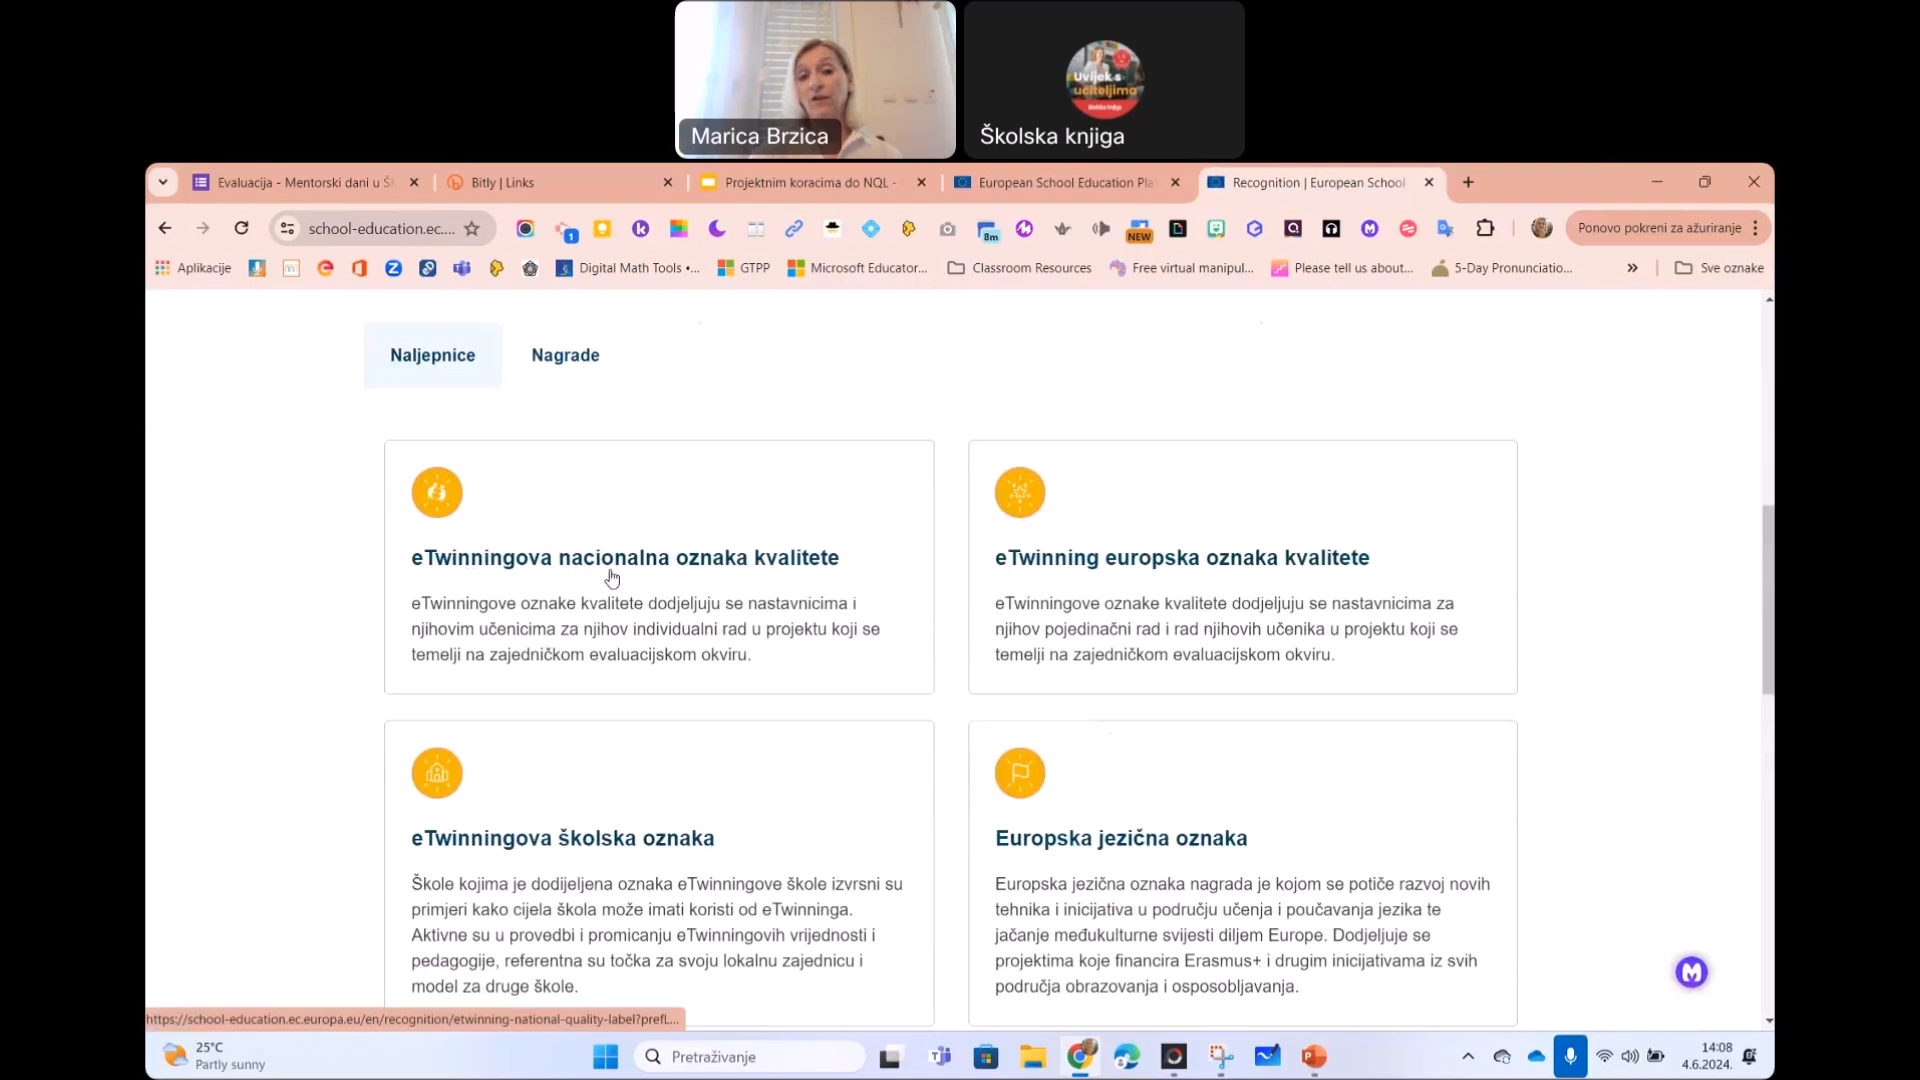 Uvijek s
učiteljima
školska knjiga
Marica Brzica
Školska knjiga
Evaluacija - Mentorski dani u Š
Bitly | Links
Projektnim koracima do NQL -
European School Education Pla
Recognition | European School
school-education.ec....
1
8m
NEW
Ponovo pokreni za ažuriranje
Aplikacije
Digital Math Tools •...
GTPP
Microsoft Educator...
Classroom Resources
Free virtual manipul...
Please tell us about...
5-Day Pronunciatio...
Sve oznake
Naljepnice
Nagrade
eTwinningova nacionalna oznaka kvalitete
eTwinningove oznake kvalitete dodjeljuju se nastavnicima i
njihovim učenicima za njihov individualni rad u projektu koji se
temelji na zajedničkom evaluacijskom okviru.
eTwinning europska oznaka kvalitete
eTwinningove oznake kvalitete dodjeljuju se nastavnicima za
njihov pojedinačni rad i rad njihovih učenika u projektu koji se
temelji na zajedničkom evaluacijskom okviru.
eTwinningova školska oznaka
Škole kojima je dodijeljena oznaka eTwinningove škole izvrsni su
primjeri kako cijela škola može imati koristi od eTwinninga.
Aktivne su u provedbi i promicanju eTwinningovih vrijednosti i
pedagogije, referentna su točka za svoju lokalnu zajednicu i
model za druge škole.
Europska jezična oznaka
Europska jezična oznaka nagrada je kojom se potiče razvoj novih
tehnika i inicijativa u području učenja i poučavanja jezika te
jačanje međukulturne svijesti diljem Europe. Dodjeljuje se
projektima koje financira Erasmus+ i drugim inicijativama iz svih
područja obrazovanja i osposobljavanja.
https://school-education.ec.europa.eu/en/recognition/etwinning-national-quality-label?prefL...
25°C
Partly sunny
Pretraživanje
14:08
4.6.2024.